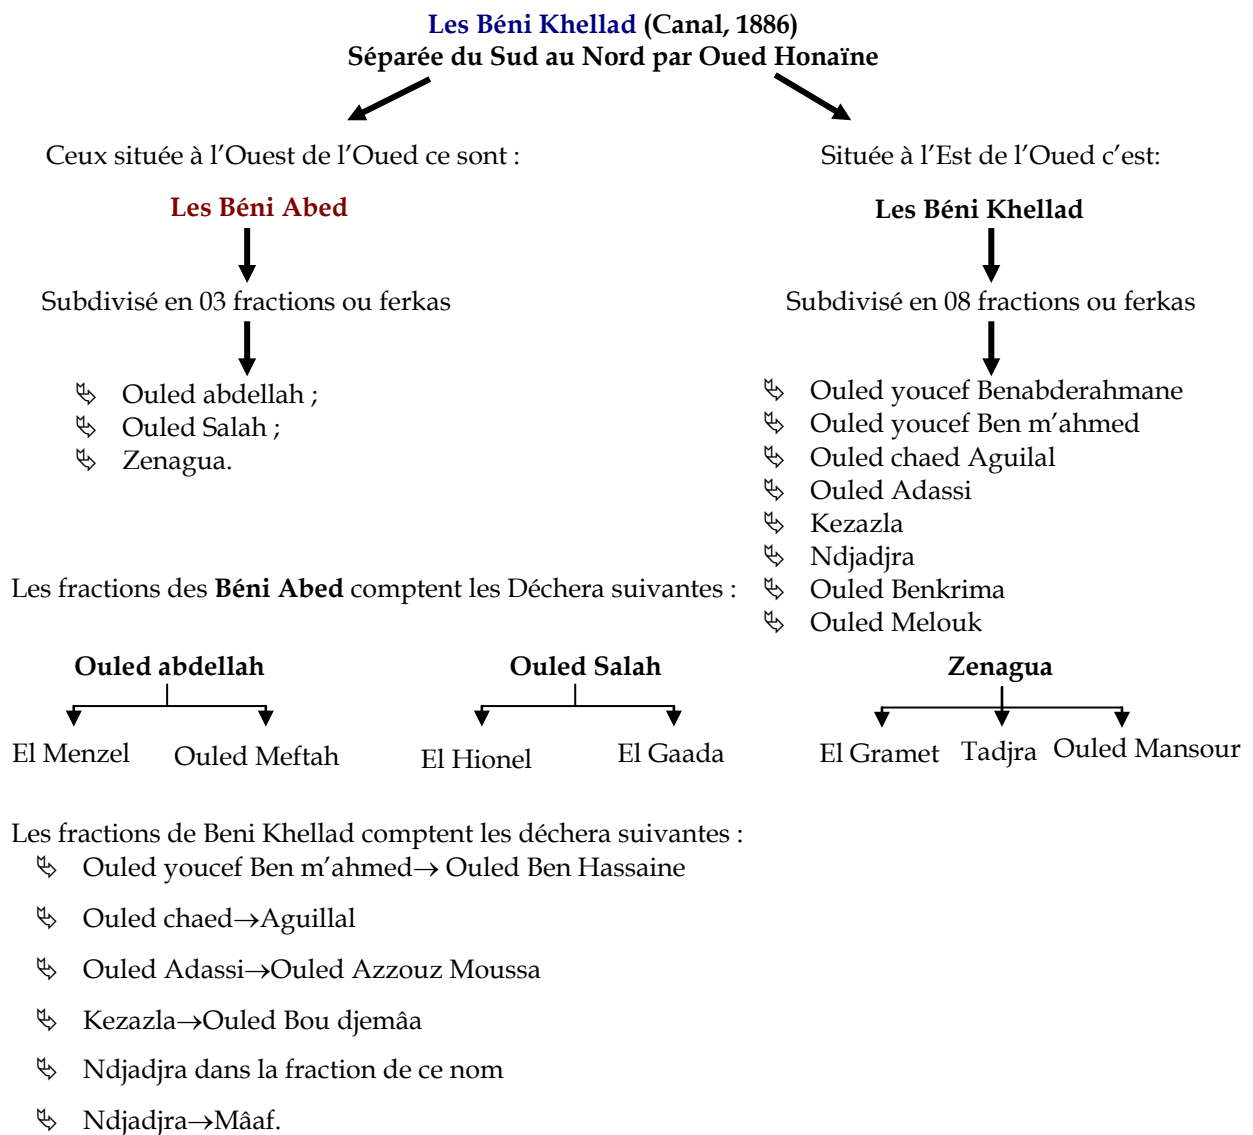 Les Béni Khellad (Canal, 1886)
Séparée du Sud au Nord par Oued Honaïne
Ceux située à l’Ouest de l’Oued ce sont :
Les Béni Abed
Subdivisé en 03 fractions ou ferkas
Ouled abdellah ;
Ouled Salah ;
Zenagua.
Située à l’Est de l’Oued c’est:
Les Béni Khellad
Subdivisé en 08 fractions ou ferkas
Ouled youcef Benabderahmane
Ouled youcef Ben m’ahmed
Ouled chaed Aguilal
Ouled Adassi
Kezazla
Ndjadjra
Ouled Benkrima
Ouled Melouk
Les fractions des Béni Abed comptent les Déchera suivantes :
Ouled abdellah
El Menzel
Ouled Meftah
Ouled Salah
El Hionel
El Gaada
Zenagua
El Gramet
Tadjra
Ouled Mansour
Les fractions de Beni Khellad comptent les déchera suivantes :
Ouled youcef Ben m’ahmed→ Ouled Ben Hassaine
Ouled chaed→Aguillal
Ouled Adassi→Ouled Azzouz Moussa
Kezazla→Ouled Bou djemâa
Ndjadjra dans la fraction de ce nom
Ndjadjra→Mâaf.